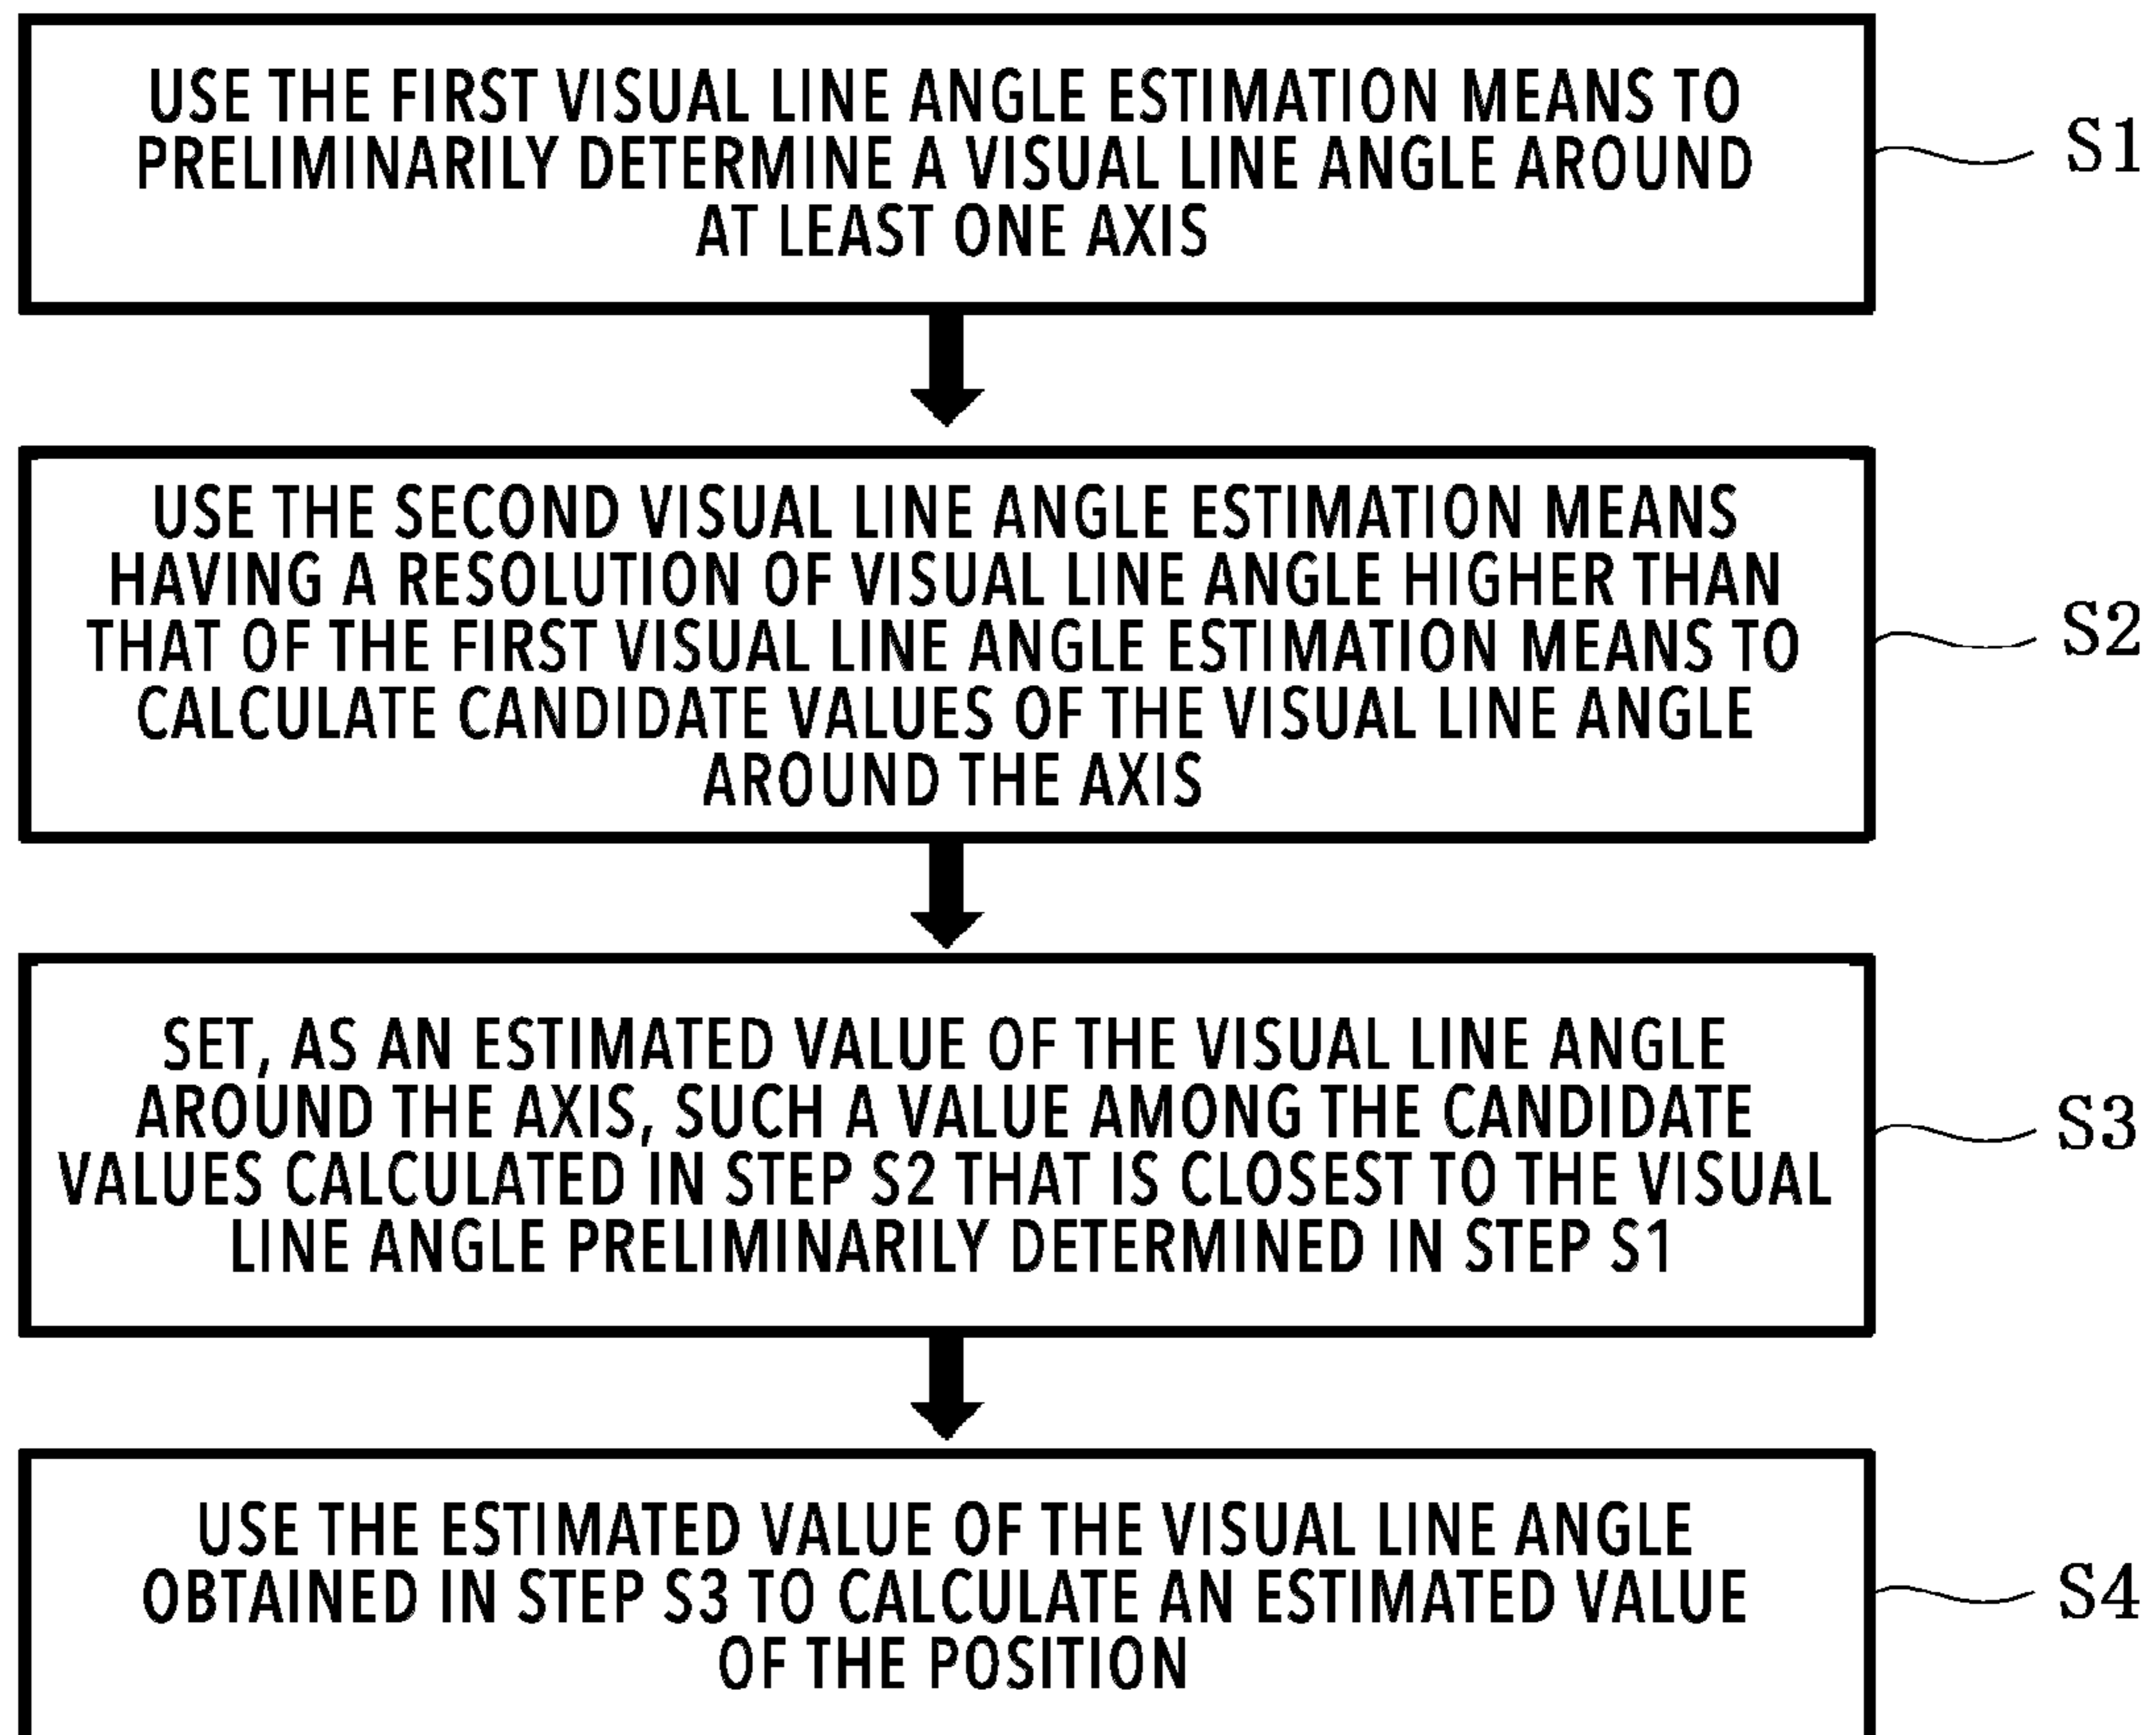 USE THE FIRST VISUAL LINE ANGLE ESTIMATION MEANS TO
PRELIMINARILY DETERMINE A VISUAL LINE ANGLE AROUND
AT LEAST ONE AXIS
S1
USE THE SECOND VISUAL LINE ANGLE ESTIMATION MEANS
HAVING A RESOLUTION OF VISUAL LINE ANGLE HIGHER THAN
THAT OF THE FIRST VISUAL LINE ANGLE ESTIMATION MEANS TO
CALCULATE CANDIDATE VALUES OF THE VISUAL LINE ANGLE
AROUND THE AXIS
S2
SET, AS AN ESTIMATED VALUE OF THE VISUAL LINE ANGLE
AROUND THE AXIS, SUCH A VALUE AMONG THE CANDIDATE
VALUES CALCULATED IN STEP S2 THAT IS CLOSEST TO THE VISUAL
LINE ANGLE PRELIMINARILY DETERMINED IN STEP S1
S3
USE THE ESTIMATED VALUE OF THE VISUAL LINE ANGLE
OBTAINED IN STEP S3 TO CALCULATE AN ESTIMATED VALUE
OF THE POSITION
S4